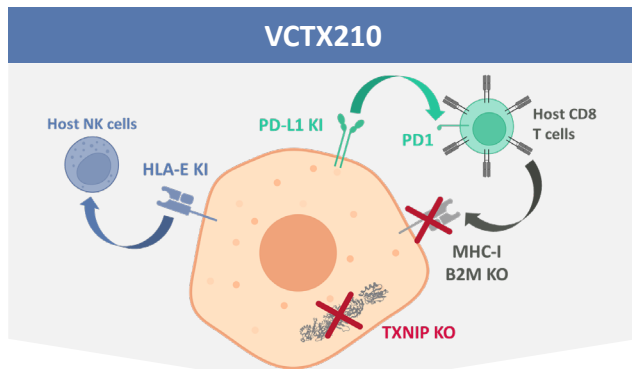 VCTX210
Host NK cells
HLA-E KI
PD-L1 KI
PD1
Host CD8
T cells
MHC-I
B2M KO
TXNIP KO